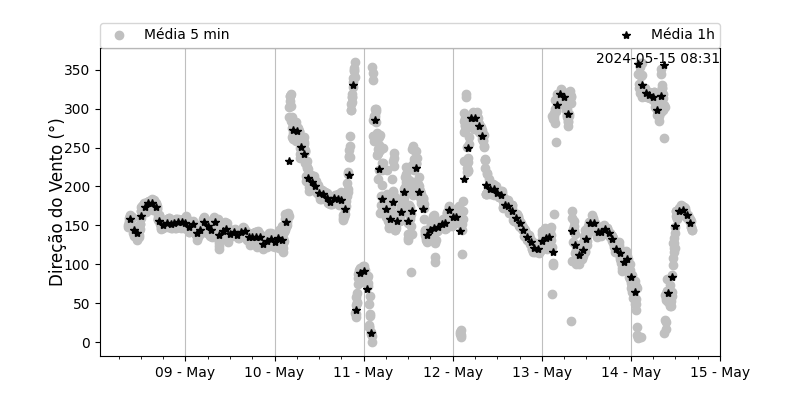 Média 5 min
Média 1h
2024-05-15 08:31
Direção do Vento (°)
350
300
250
200
150
100
50
0
09 - May
10 - May
11 - May
12 - May
13 - May
14 - May
15 - May